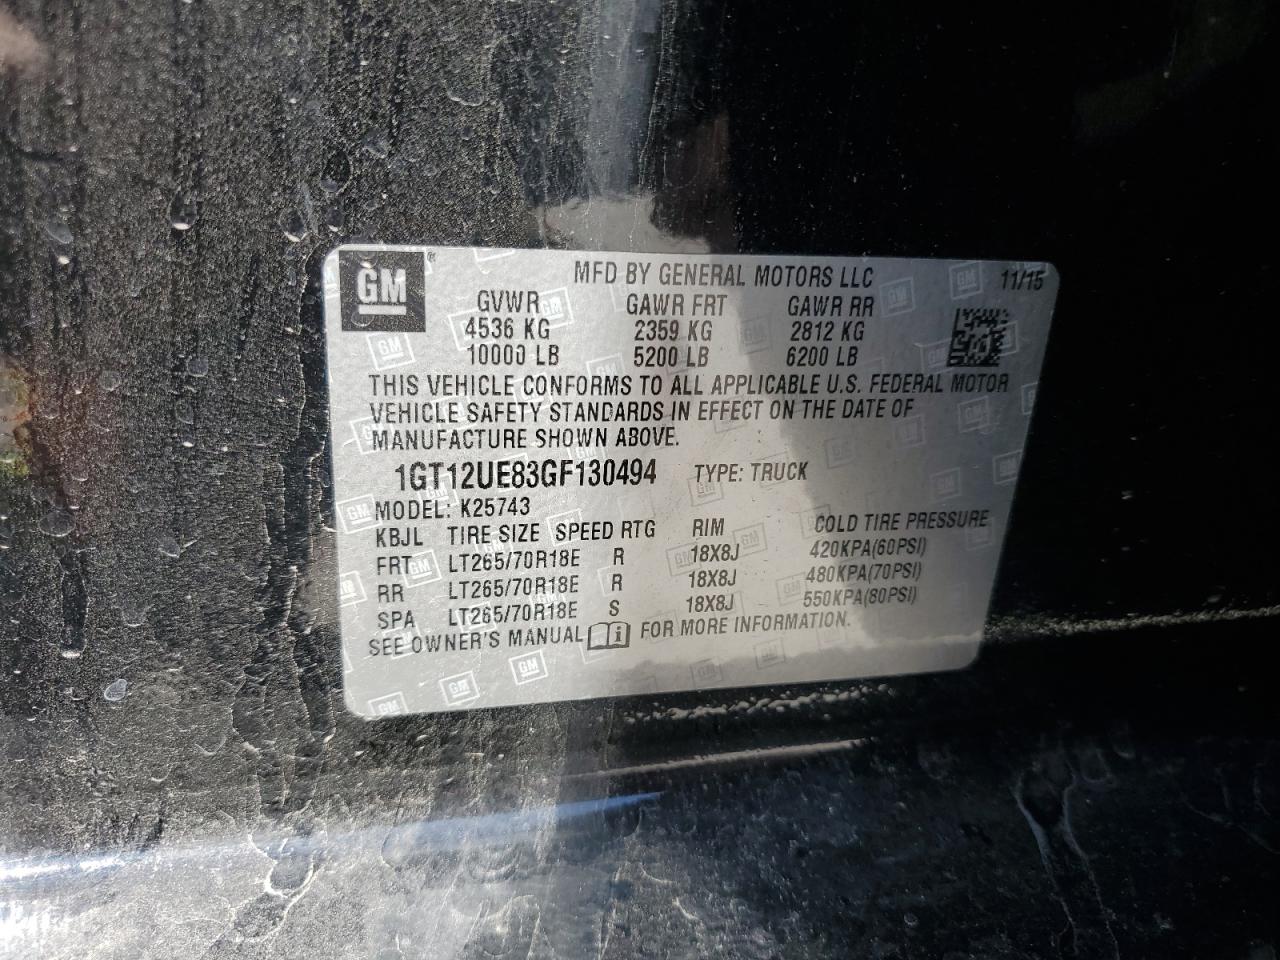 GM
MFD BY GENERAL MOTORS LLC 11/15
GVWR GAWR FRT GAWR RR
4536 KG 2359 KG 2812 KG
10000 LB 5200 LB 6200 LB
THIS VEHICLE CONFORMS TO ALL APPLICABLE U.S. FEDERAL MOTOR
VEHICLE SAFETY STANDARDS IN EFFECT ON THE DATE OF
MANUFACTURE SHOWN ABOVE.
1GT12UE83GF130494 TYPE: TRUCK
MODEL: K25743
KBJL TIRE SIZE SPEED RTG RIM COLD TIRE PRESSURE
FRT LT265/70R18E R 18X8J 420KPA(60PSI)
RR LT265/70R18E R 18X8J 480KPA(70PSI)
SPA LT265/70R18E S 18X8J 550KPA(80PSI)
SEE OWNER'S MANUAL FOR MORE INFORMATION.